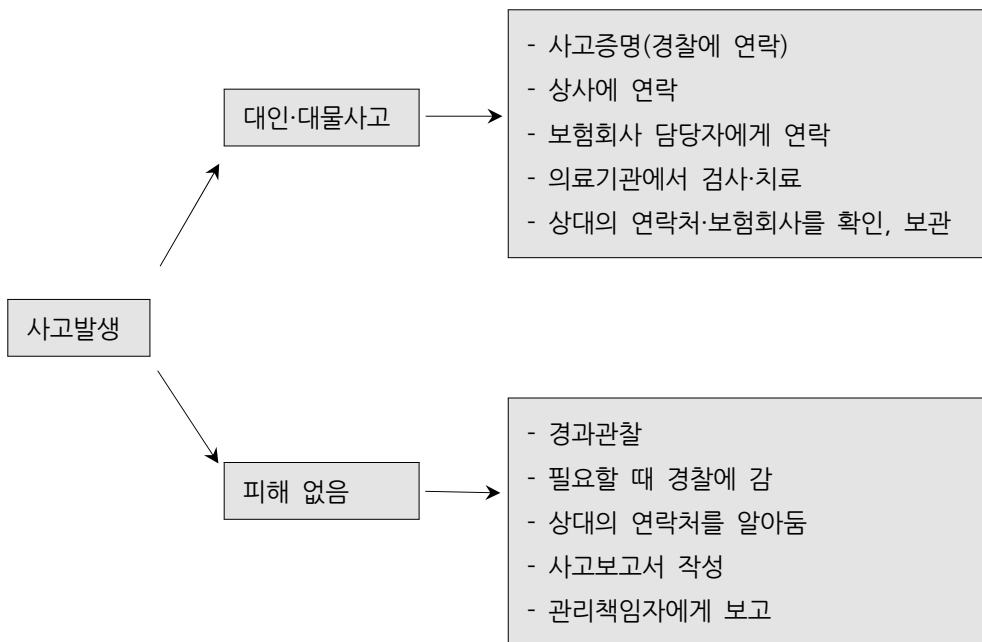 사고발생
대인·대물사고
- 사고증명(경찰에 연락)
- 상사에 연락
- 보험회사 담당자에게 연락
- 의료기관에서 검사·치료
- 상대의 연락처·보험회사를 확인, 보관
피해 없음
- 경과관찰
- 필요할 때 경찰에 감
- 상대의 연락처를 알아둠
- 사고보고서 작성
- 관리책임자에게 보고